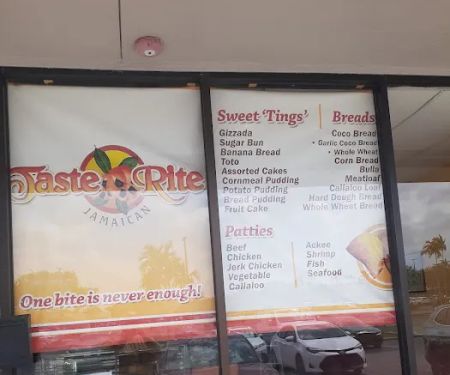 Taste Rite
JAMAICAN
One bite is never enough!
Sweet 'Tings'
Gizzada
Sugar Bun
Banana Bread
Toto
Assorted Cakes
Cornmeal Pudding
Potato Pudding
Bread Pudding
Fruit Cake
Breads
Coco Bread
• Garlic Coco Bread
• Whole Wheat
Corn Bread
Bulla
Meatloaf
Callaloo Loaf
Hard Dough Bread
Whole Wheat Bread
Patties
Beef
Chicken
Jerk Chicken
Vegetable
Callaloo
Ackee
Shrimp
Fish
Seafood